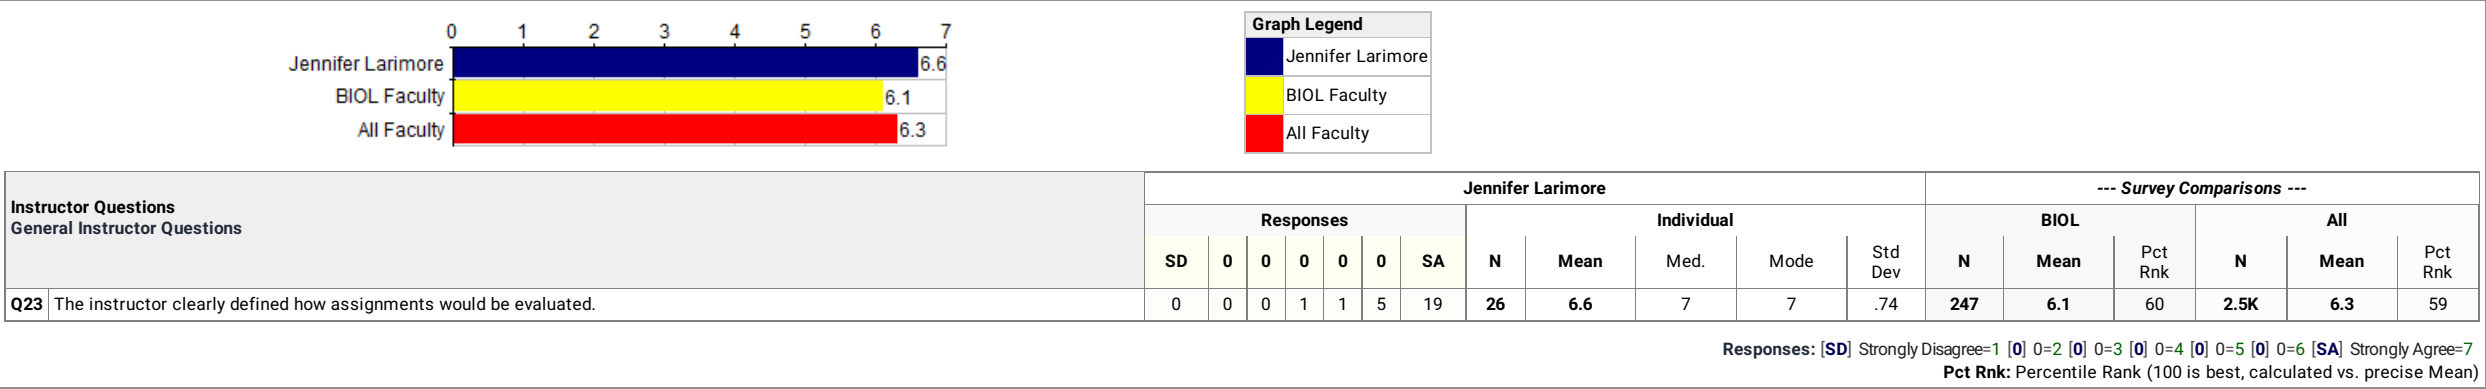 0 1 2 3 4 5 6 7
Jennifer Larimore 6.6
BIOL Faculty 6.1
All Faculty 6.3
Graph Legend
Jennifer Larimore
BIOL Faculty
All Faculty
Instructor Questions
General Instructor Questions
Jennifer Larimore --- Survey Comparisons ---
Responses Individual BIOL All
SD 0 0 0 0 0 SA N Mean Med. Mode Std Dev N Mean Pct Rnk N Mean Pct Rnk
Q23 The instructor clearly defined how assignments would be evaluated. 0 0 0 1 1 5 19 26 6.6 7 7 .74 247 6.1 60 2.5K 6.3 59
Responses: [SD] Strongly Disagree=1 [0] 0=2 [0] 0=3 [0] 0=4 [0] 0=5 [0] 0=6 [SA] Strongly Agree=7
Pct Rnk: Percentile Rank (100 is best, calculated vs. precise Mean)